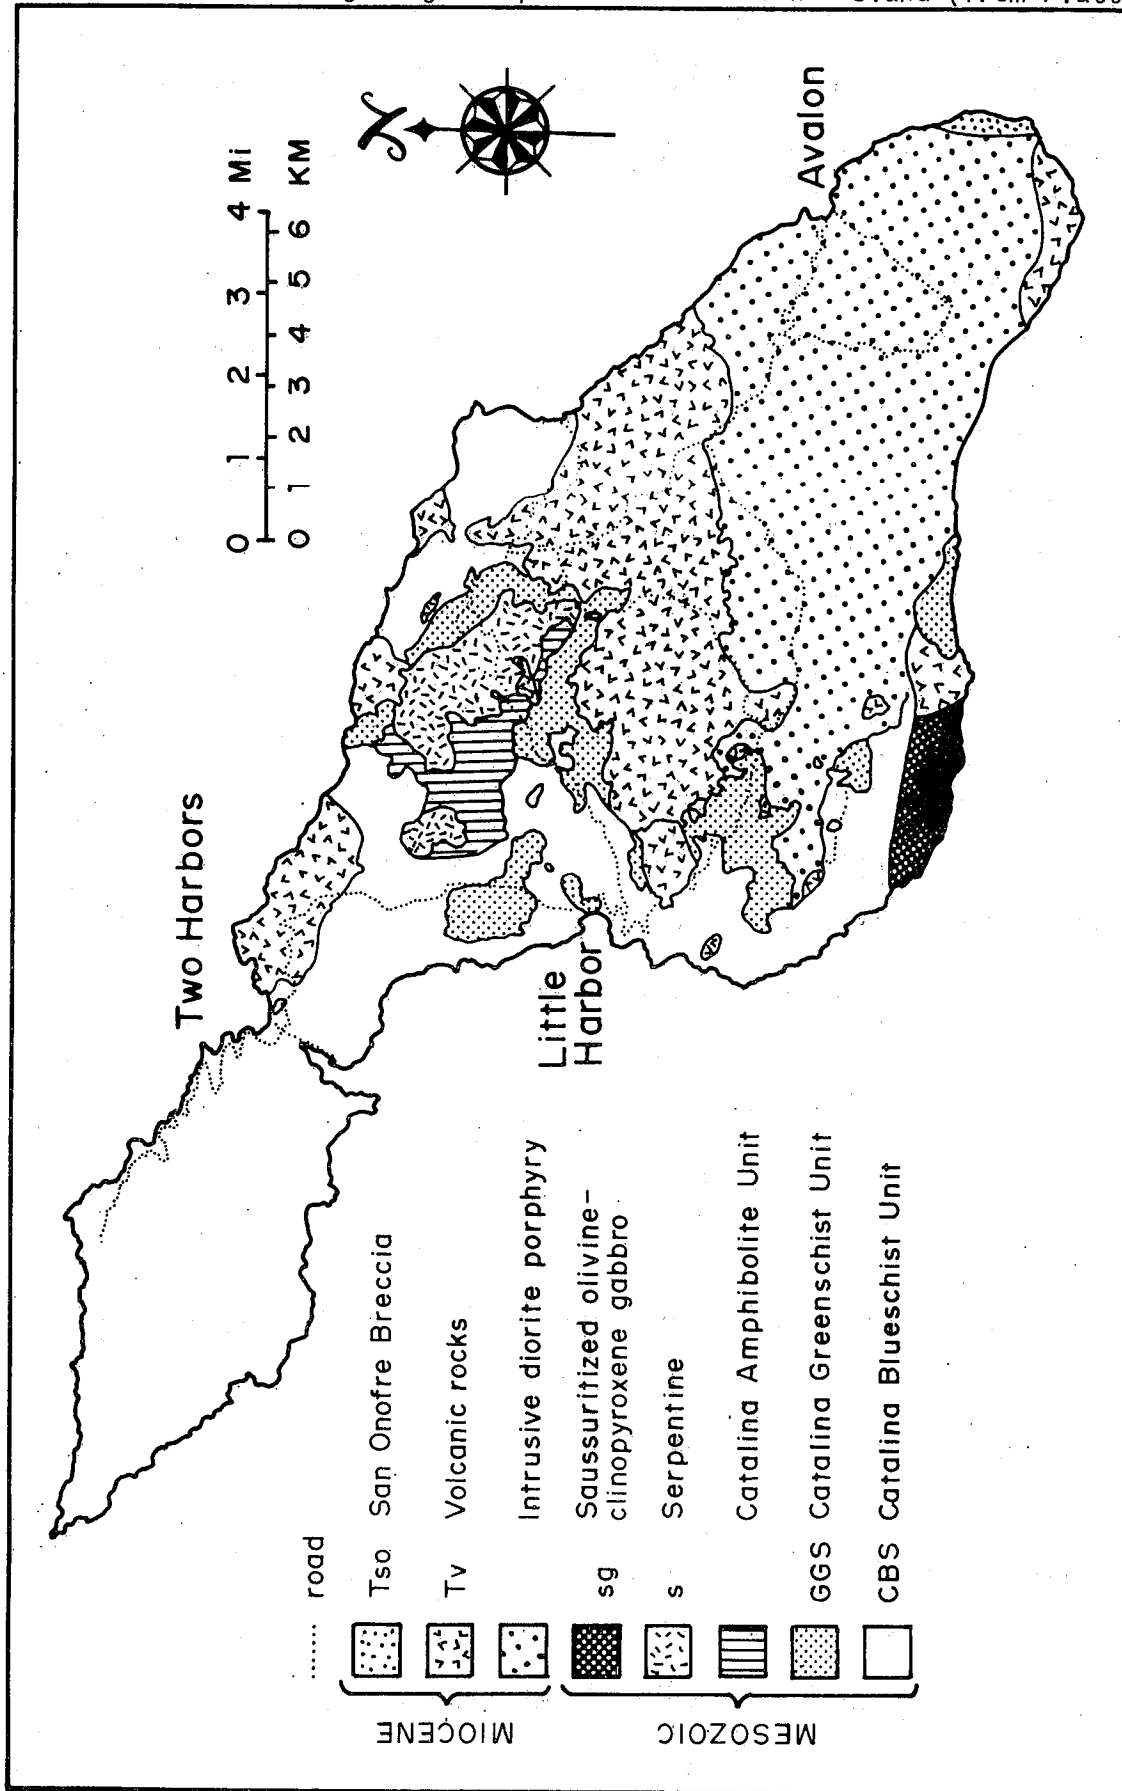 Two Harbors
Little
Harbor
Avalon
N
0 1 2 3 4 Mi
0 1 2 3 4 5 6 KM
road
MIOCENE
Tso San Onofre Breccia
Tv Volcanic rocks
Intrusive diorite porphyry
MESOZOIC
sg Saussuritized olivine-
clinopyroxene gabbro
s Serpentine
Catalina Amphibolite Unit
GGS Catalina Greenschist Unit
CBS Catalina Blueschist Unit